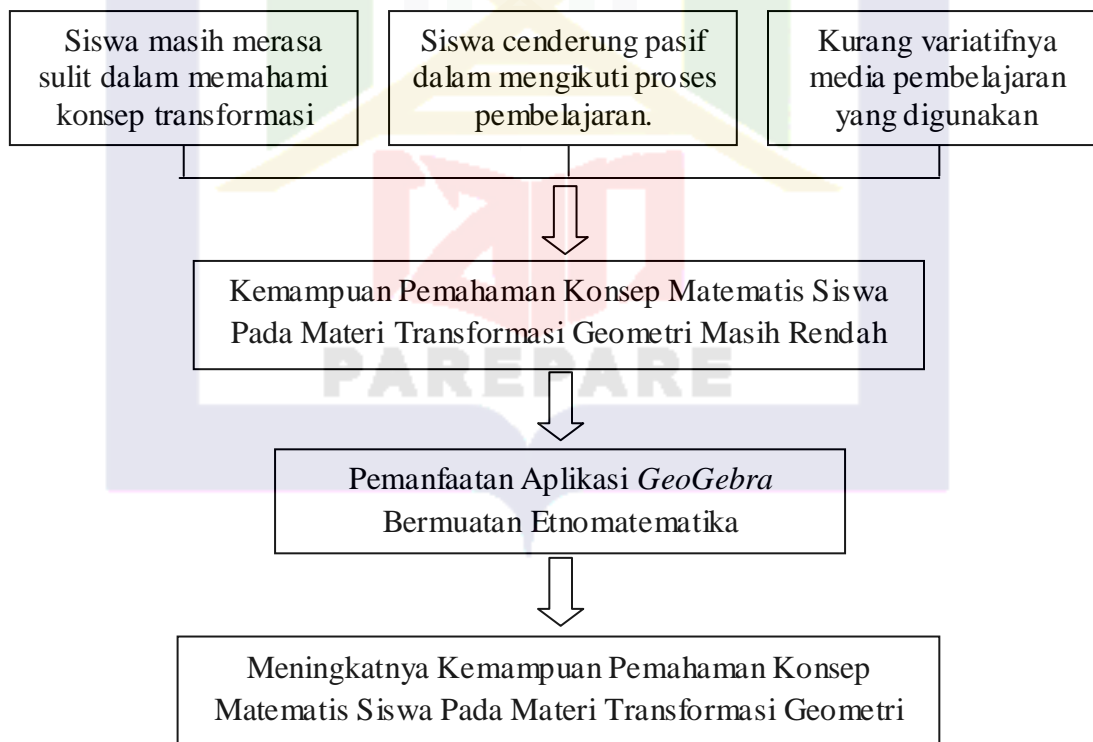 Siswa masih merasa
sulit dalam memahami
konsep transformasi
Siswa cenderung pasif
dalam mengikuti proses
pembelajaran.
Kurang variatifnya
media pembelajaran
yang digunakan
Kemampuan Pemahaman Konsep Matematis Siswa
Pada Materi Transformasi Geometri Masih Rendah
PAREPARE
Pemanfaatan Aplikasi GeoGebra
Bermuatan Etnomatematika
Meningkatnya Kemampuan Pemahaman Konsep
Matematis Siswa Pada Materi Transformasi Geometri